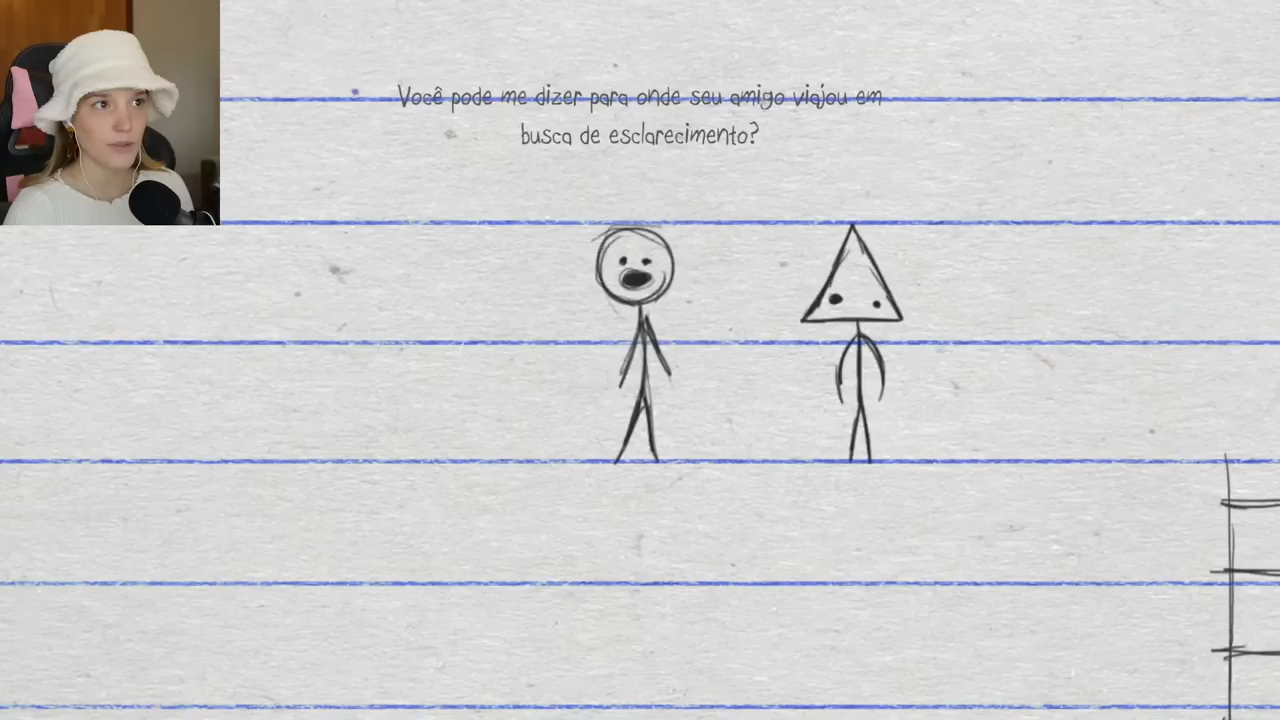 Você pode me dizer para onde seu amigo viajou em
busca de esclarecimento?